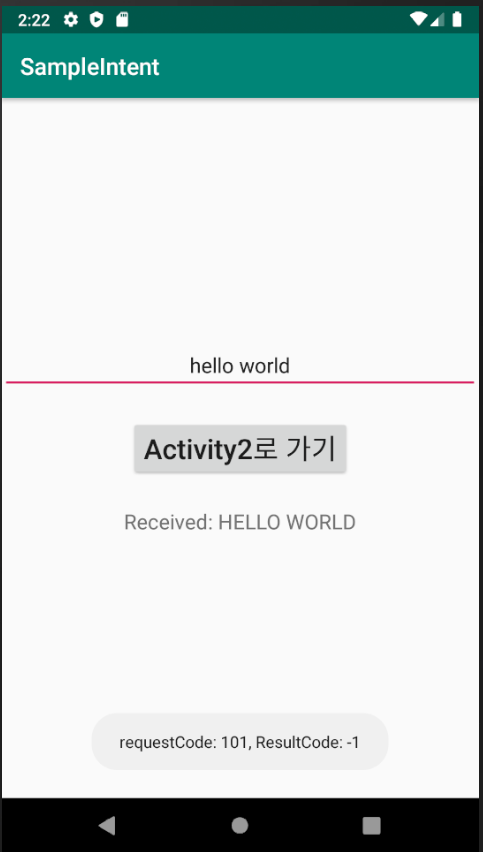 2:22
SampleIntent
hello world
Activity2로 가기
Received: HELLO WORLD
requestCode: 101, ResultCode: -1